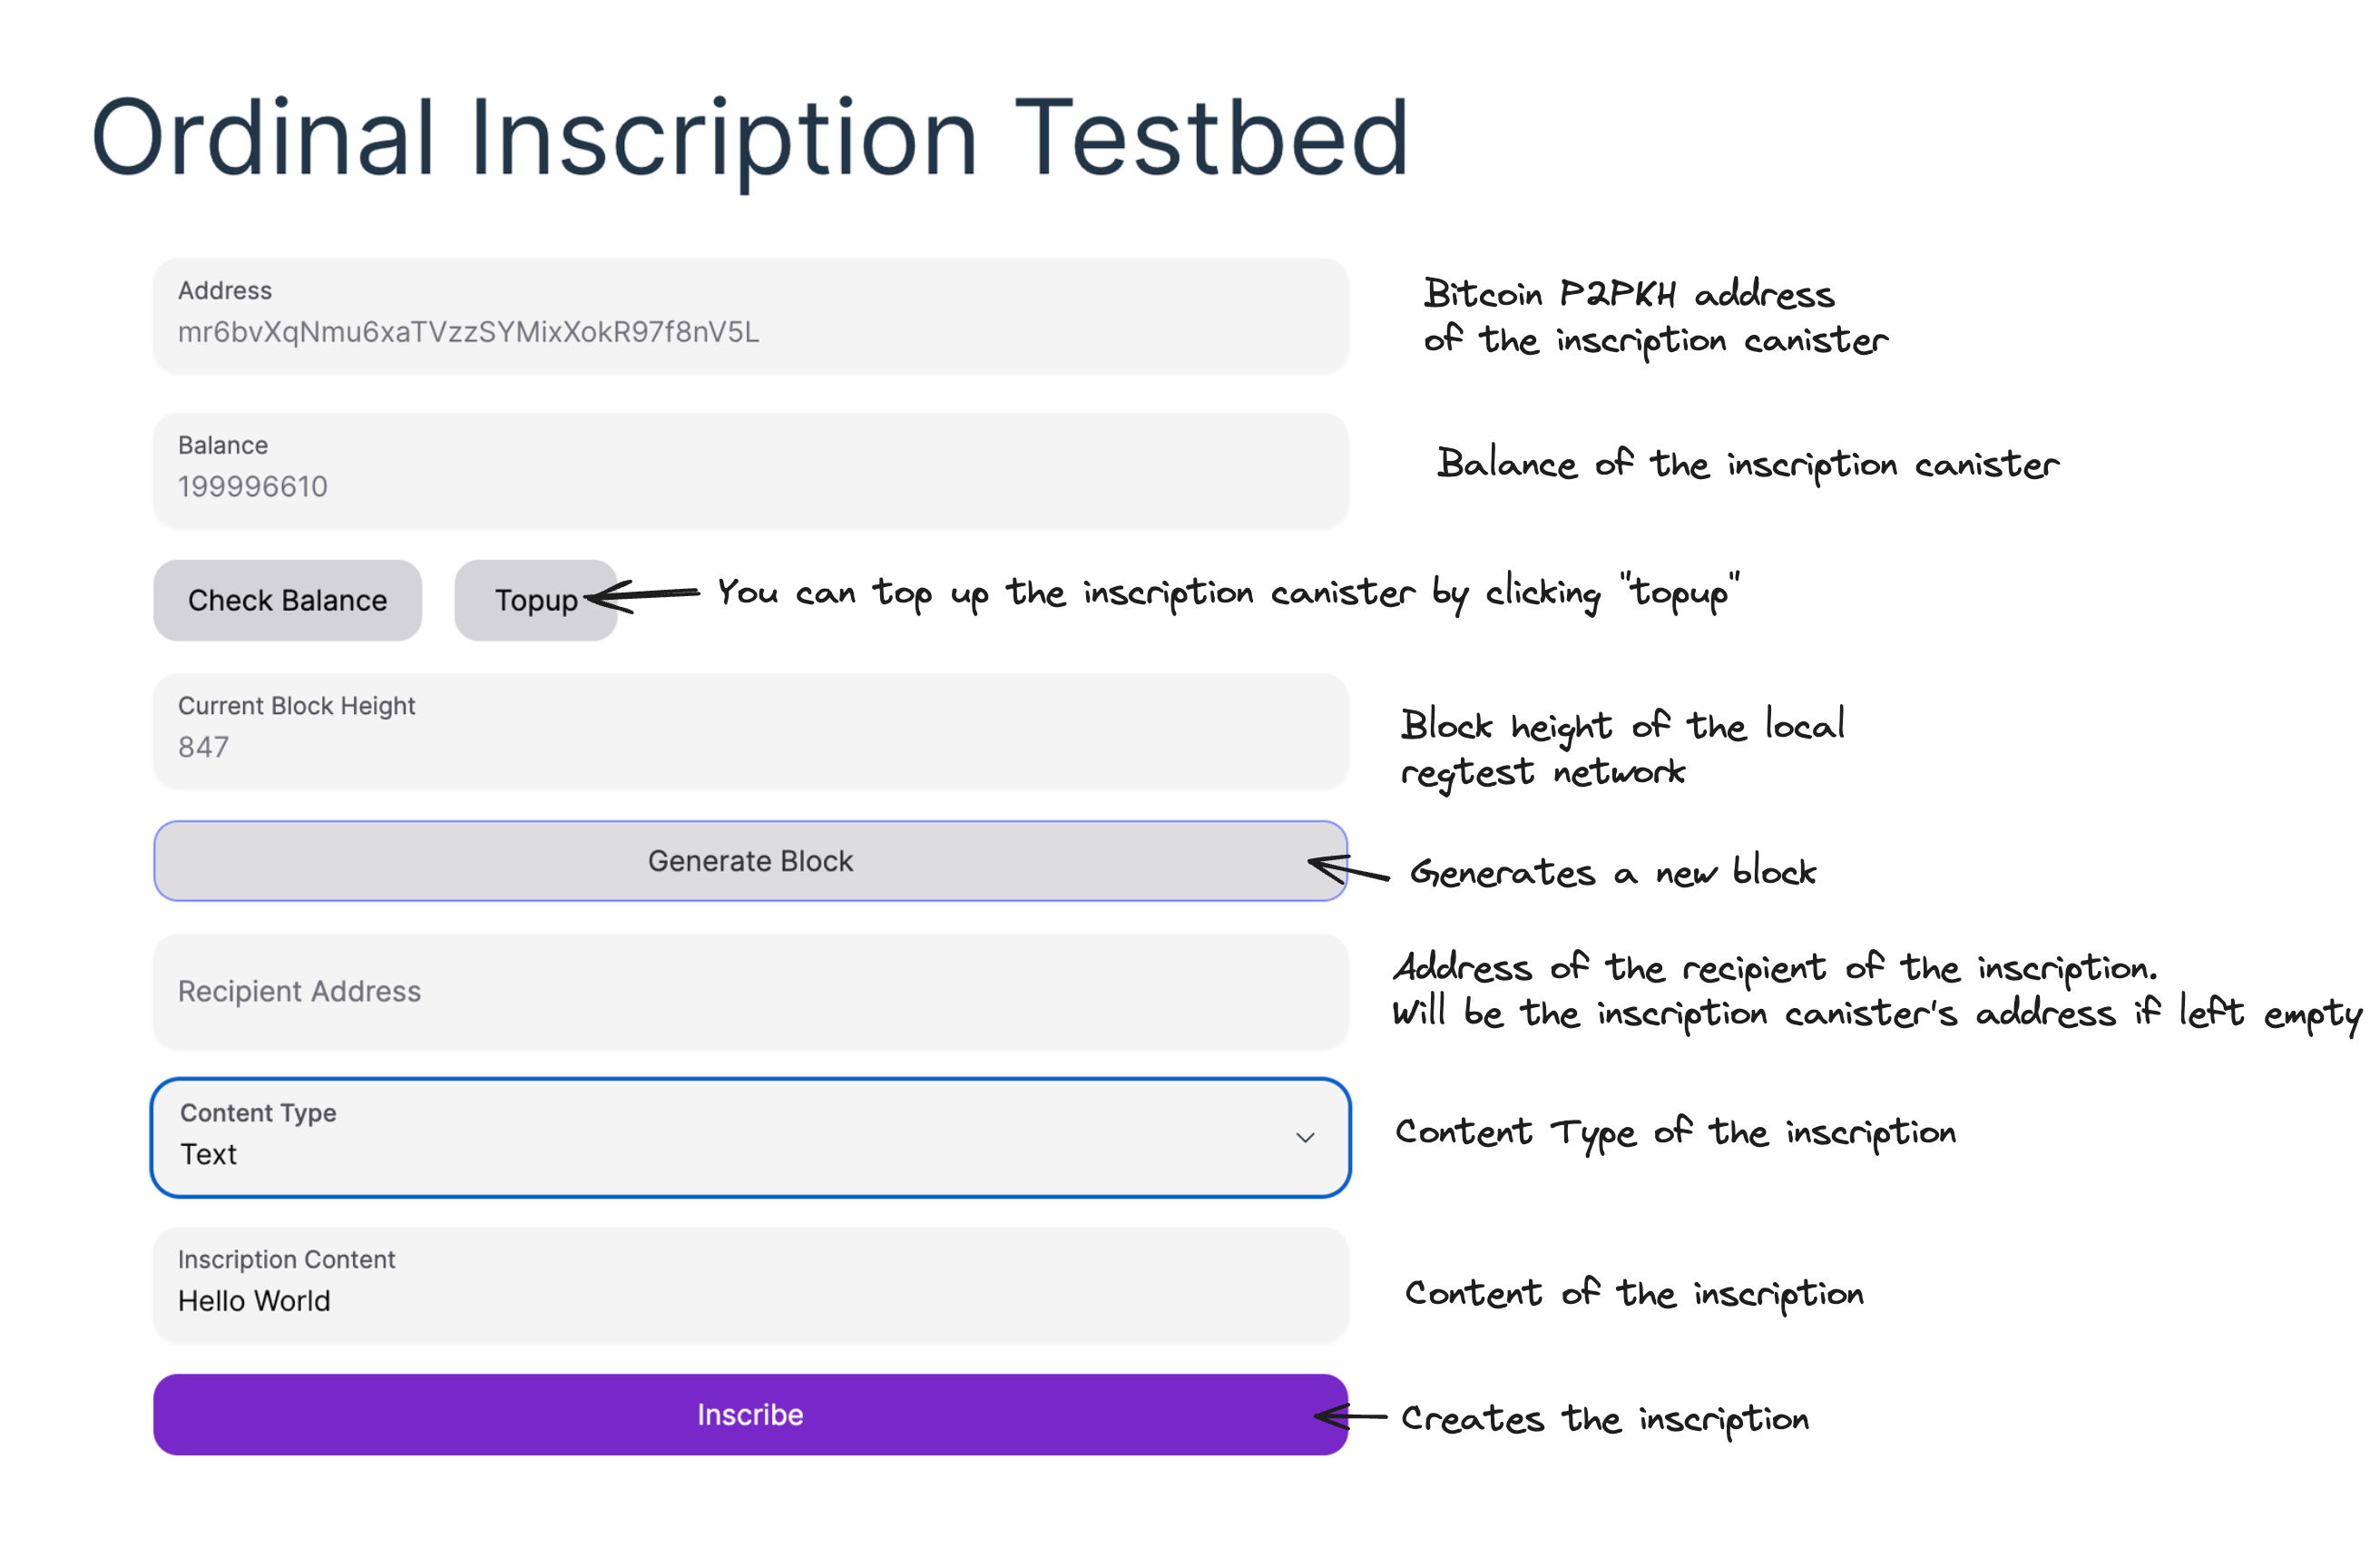 Ordinal Inscription Testbed
Address
mr6bvXqNmu6xaTVzzSYMixXokR97f8nV5L
Bitcoin P2PKH address
of the inscription canister
Balance
199996610
Balance of the inscription canister
Check Balance
Topup
You can top up the inscription canister by clicking "topup"
Current Block Height
847
Block height of the local
regtest network
Generate Block
Generates a new block
Recipient Address
Address of the recipient of the inscription.
Will be the inscription canister's address if left empty
Content Type
Text
Content Type of the inscription
Inscription Content
Hello World
Content of the inscription
Inscribe
Creates the inscription